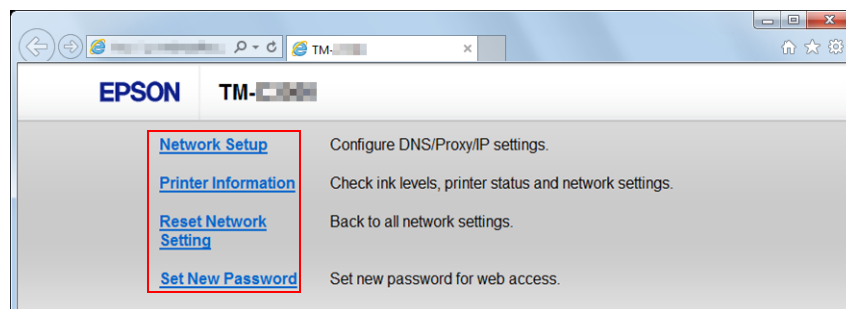 TM-
EPSON TM-
Network Setup Configure DNS/Proxy/IP settings.
Printer Information Check ink levels, printer status and network settings.
Reset Network Back to all network settings.
Setting
Set New Password Set new password for web access.